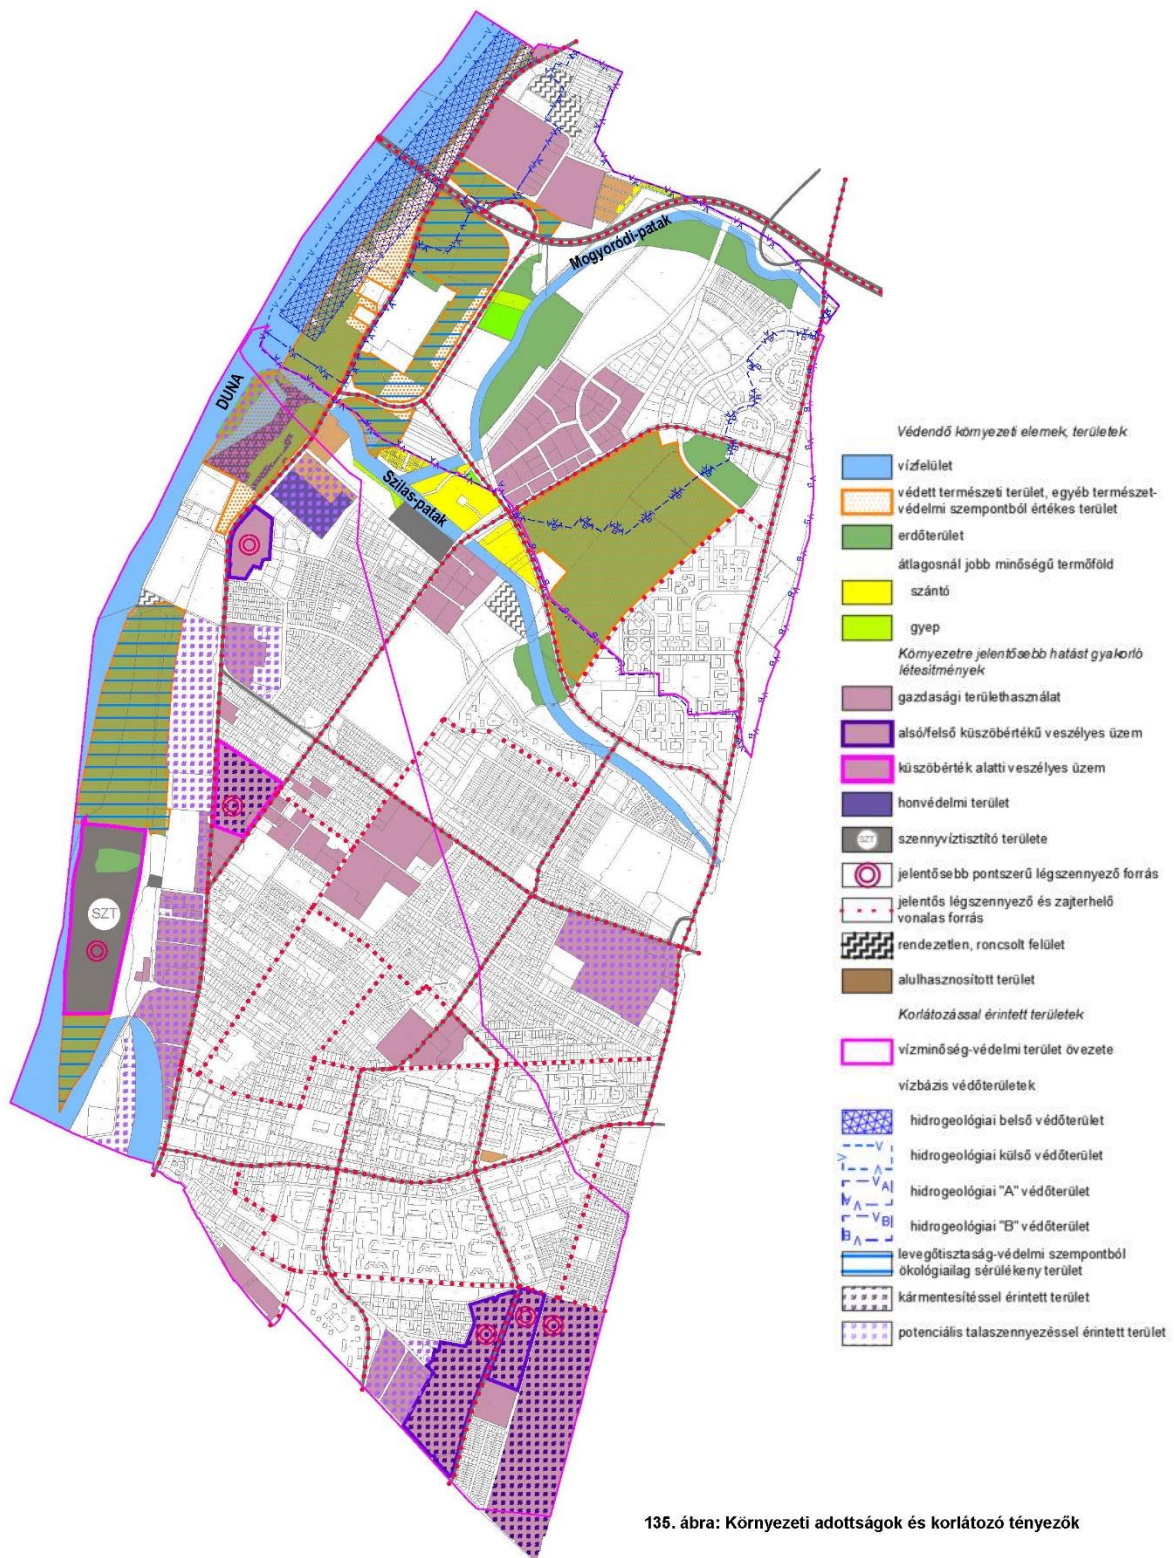 Mogyoródi-patak
DUNA
Szilas-patak
SZT
Védendő környezeti elemek, területek
vízfelület
védett természeti terület, egyéb természet-
védelmi szempontból értékes terület
erdőterület
átlagosnál jobb minőségű termőföld
szántó
gyep
Környezetre jelentősebb hatást gyakorló
létesítmények
gazdasági területhasználat
alsó/felső küszöbértékű veszélyes üzem
küszöbérték alatti veszélyes üzem
honvédelmi terület
SZT
szennyvíztisztító területe
jelentősebb pontszerű légszennyező forrás
jelentős légszennyező és zajterhelő
vonalas forrás
rendezetlen, roncsolt felület
alulhasznosított terület
Korlátozással érintett területek
vízminőség-védelmi terület övezete
vízbázis védőterületek
hidrogeológiai belső védőterület
hidrogeológiai külső védőterület
hidrogeológiai "A" védőterület
hidrogeológiai "B" védőterület
levegőtisztaság-védelmi szempontból
ökológiailag sérülékeny terület
kármentesítéssel érintett terület
potenciális talaszennyezéssel érintett terület
135. ábra: Környezeti adottságok és korlátozó tényezők